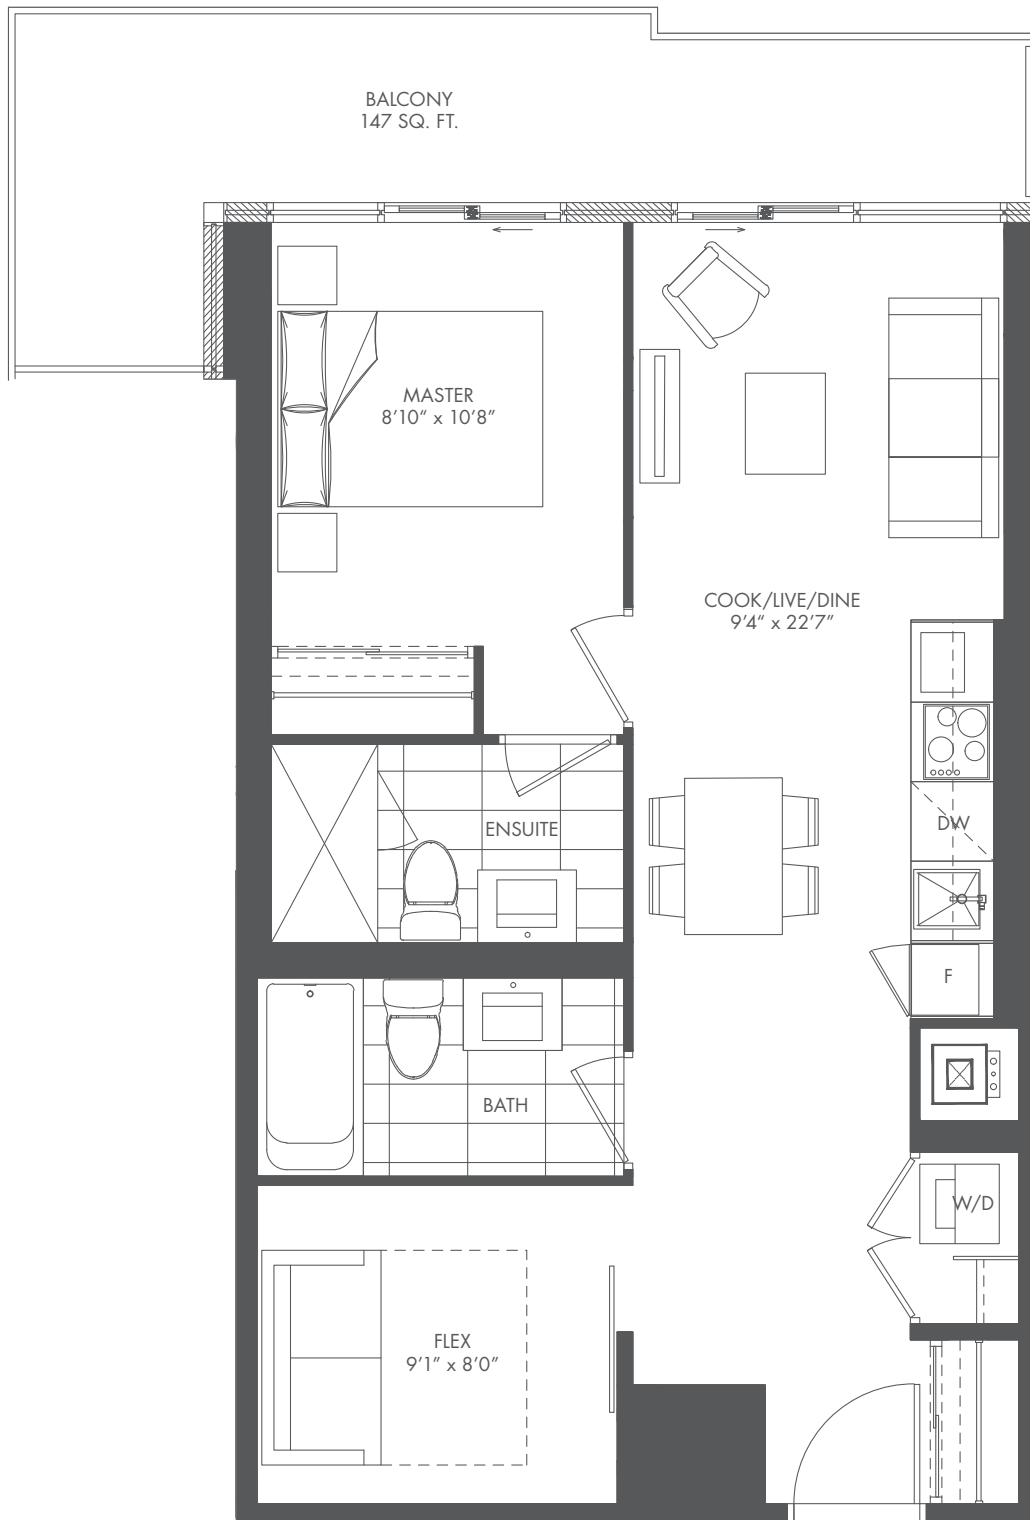 BALCONY
147 SQ. FT.
MASTER
8'10“ x 10'8”
COOK/LIVE/DINE
9'4“ x 22'7”
DW
ENSUITE
F
BATH
W/D
FLEX
9'1” x 8'0”